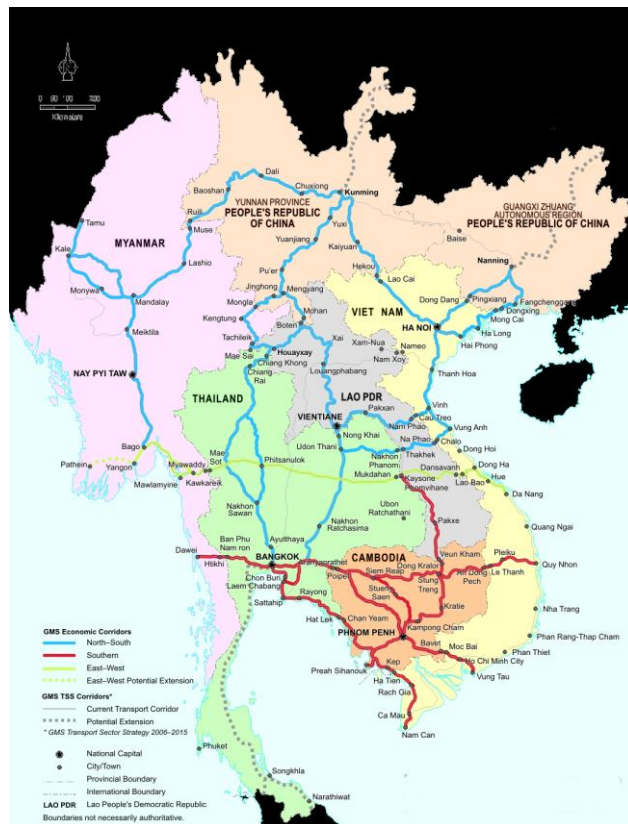 Kilometers
Dali
Baoshan
Chuxiong
Kunming
YUNNAN PROVINCE
PEOPLE'S REPUBLIC
OF CHINA
GUANGXI ZHUANG
AUTONOMOUS REGION
PEOPLE'S REPUBLIC OF CHINA
Ruili
Muse
Yuxi
Yuanjiang
Kaiyuan
Baise
Tamu
Kale
MYANMAR
Lashio
Nanning
Hekou
Lao Cai
Pu'er
Jinghong
Mengyang
Monywa
Mandalay
Dong Dang
Pingxiang
Fangchenggang
Dongxing
Mong Cai
Ha Long
Hai Phong
VIET NAM
HA NOI
Mongla
Kengtung
Mohan
Boten
Meiktila
Tachileik
Mae Sai
Houayxay
Chiang Khong
Chiang
Rai
Xai
Xam-Nua
Nameo
Nam Xoy
Louangphabang
Thanh Hoa
NAY PYI TAW
THAILAND
LAO PDR
VIENTIANE
Pakxan
Vinh
Cau Treo
Nam Phao
Vung Anh
Nong Khai
Udon Thani
Na Phao
Chalo
Thakhek
Dong Hoi
Bago
Pathein
Yangon
Myawaddy
Mae
Sot
Mawlamyine
Kawkareik
Phitsanulok
Nakhon
Phanom
Mukdahan
Kaysone
Phomvihane
Dansavanh
Dong Ha
Lao-Bao
Hue
Da Nang
Nakhon
Sawan
Ubon
Ratchathani
Pakxe
Quang Ngai
Nakhon
Ratchasima
Ayutthaya
Ban Phu
Nam ron
Dawei
Htikhi
BANGKOK
Aranyaprathet
Poipet
CAMBODIA
Dong Kralor
Veun Kham
Siem Reap
Stung
Treng
Pleiku
Le Thanh
Quy Nhon
Chon Buri
Laem Chabang
Sattahip
Rayong
Kratie
Nha Trang
Hat Lek
Chan Yeam
Kampong Cham
PHNOM PENH
Bavet
Moc Bai
Phan Rang-Thap Cham
Phan Thiet
Ho Chi Minh City
Vung Tau
Preah Sihanouk
Kep
Ha Tien
Rach Gia
Ca Mau
Nam Can
Phuket
Songkhla
Narathiwat
GMS Economic Corridors
North–South
Southern
East–West
East–West Potential Extension
GMS TSS Corridors*
Current Transport Corridor
Potential Extension
* GMS Transport Sector Strategy 2006–2015
National Capital
City/Town
Provincial Boundary
International Boundary
LAO PDR Lao People's Democratic Republic
Boundaries not necessarily authoritative.